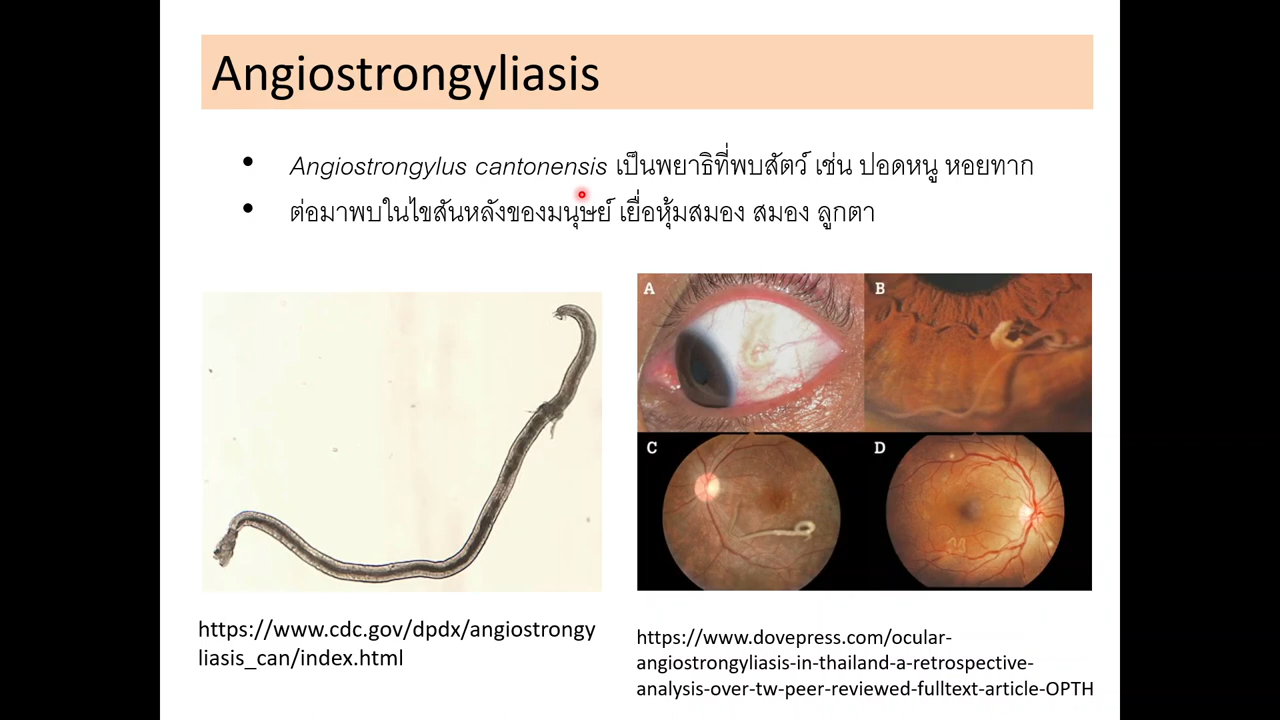 Angiostrongyliasis
• Angiostrongylus cantonensis เป็นพยาธิที่พบสัตว์ เช่น ปอดหนู หอยทาก
• ต่อมาพบในไขสันหลังของมนุษย์ เยื่อหุ้มสมอง สมอง ลูกตา
A
B
C
D
https://www.cdc.gov/dpdx/angiostrongy
liasis_can/index.html
https://www.dovepress.com/ocular-
angiostrongyliasis-in-thailand-a-retrospective-
analysis-over-tw-peer-reviewed-fulltext-article-OPTH